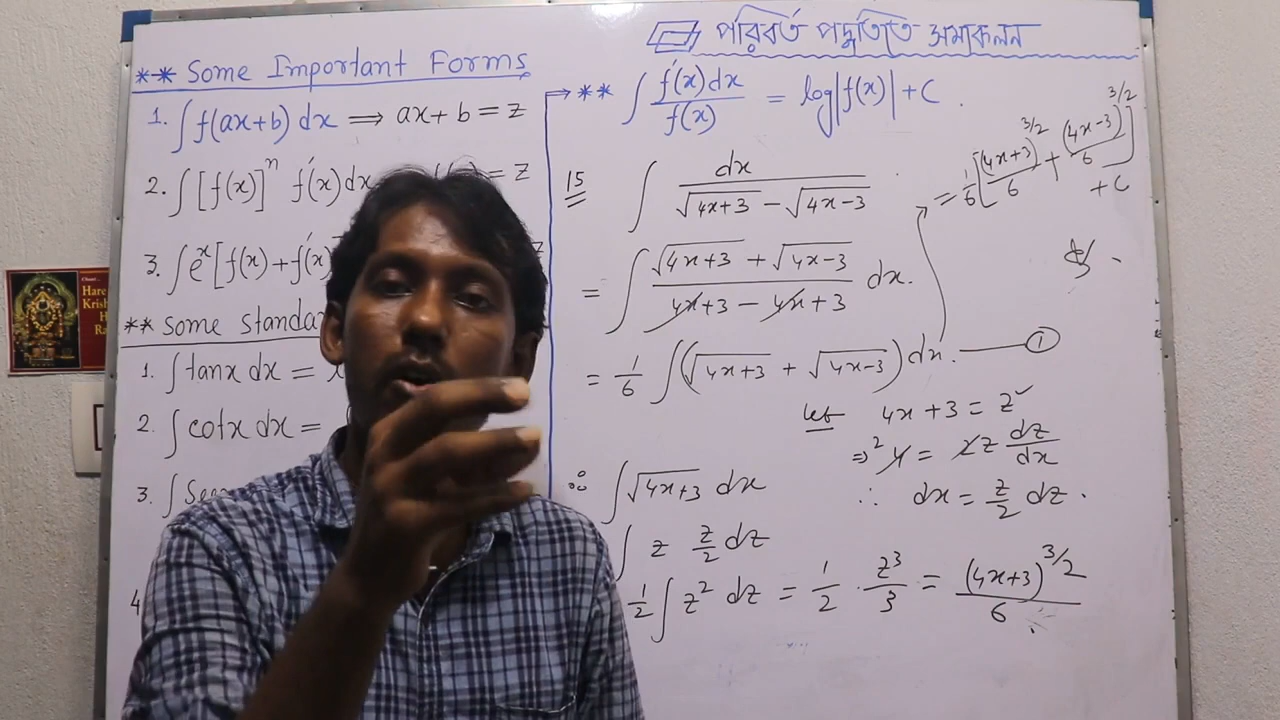 ** Some Important Forms
1. ∫f(ax+b) dx ⟹ ax+b = z
2. ∫[f(x)]ⁿ f'(x)dx = z
3. ∫eˣ[f(x)+f'(x)
** Some
1. ∫tanx dx =
2. ∫cotx dx =
3. ∫
4
Hare
পরিবর্ত পদ্ধতিতে সমাকলন
→ ** ∫ f'(x)dx / f(x) = log|f(x)| + C .
15 ∫ dx / (√4x+3 − √4x-3)
= ∫ (√4x+3 + √4x-3) / (4x+3 − 4x+3) dx.
= 1/6 ∫(√4x+3 + √4x-3) dx. —— ①
= 1/6 [(4x+3)^3/2 / 6 + (4x-3)^3/2 / 6] + C
let 4x+3 = z²
⇒ ²4 = 2z dz/dx
∴ dx = z/2 dz.
∴ ∫√4x+3 dx
∫ z z/2 dz
1/2 ∫ z² dz = 1/2 · z³/3 = (4x+3)^3/2 / 6